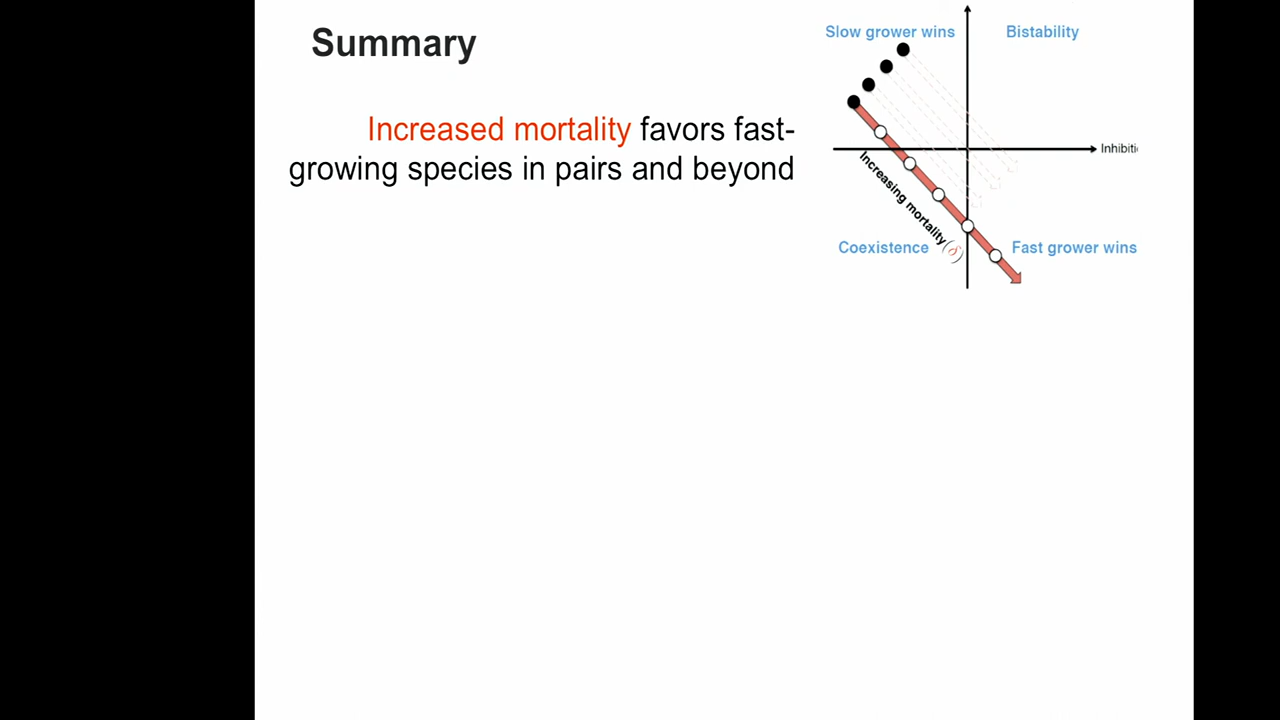 Summary
Increased mortality favors fast-
growing species in pairs and beyond
Slow grower wins
Bistability
Increasing mortality (δ)
Coexistence
Fast grower wins